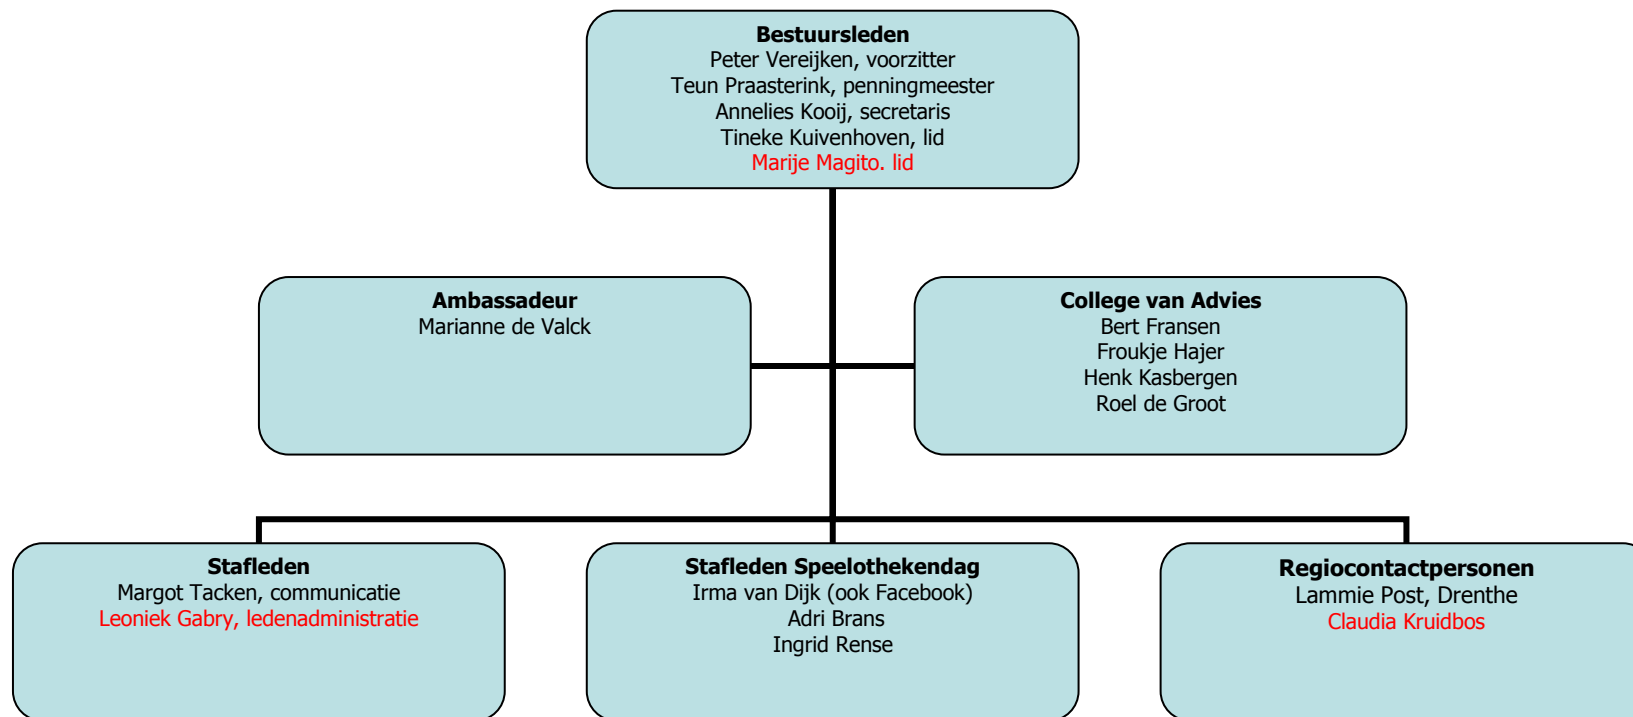 Bestuursleden
Peter Vereijken, voorzitter
Teun Praasterink, penningmeester
Annelies Kooij, secretaris
Tineke Kuivenhoven, lid
Marije Magito. lid
Ambassadeur
Marianne de Valck
College van Advies
Bert Fransen
Froukje Hajer
Henk Kasbergen
Roel de Groot
Stafleden
Margot Tacken, communicatie
Leoniek Gabry, ledenadministratie
Stafleden Speelothekendag
Irma van Dijk (ook Facebook)
Adri Brans
Ingrid Rense
Regiocontactpersonen
Lammie Post, Drenthe
Claudia Kruidbos